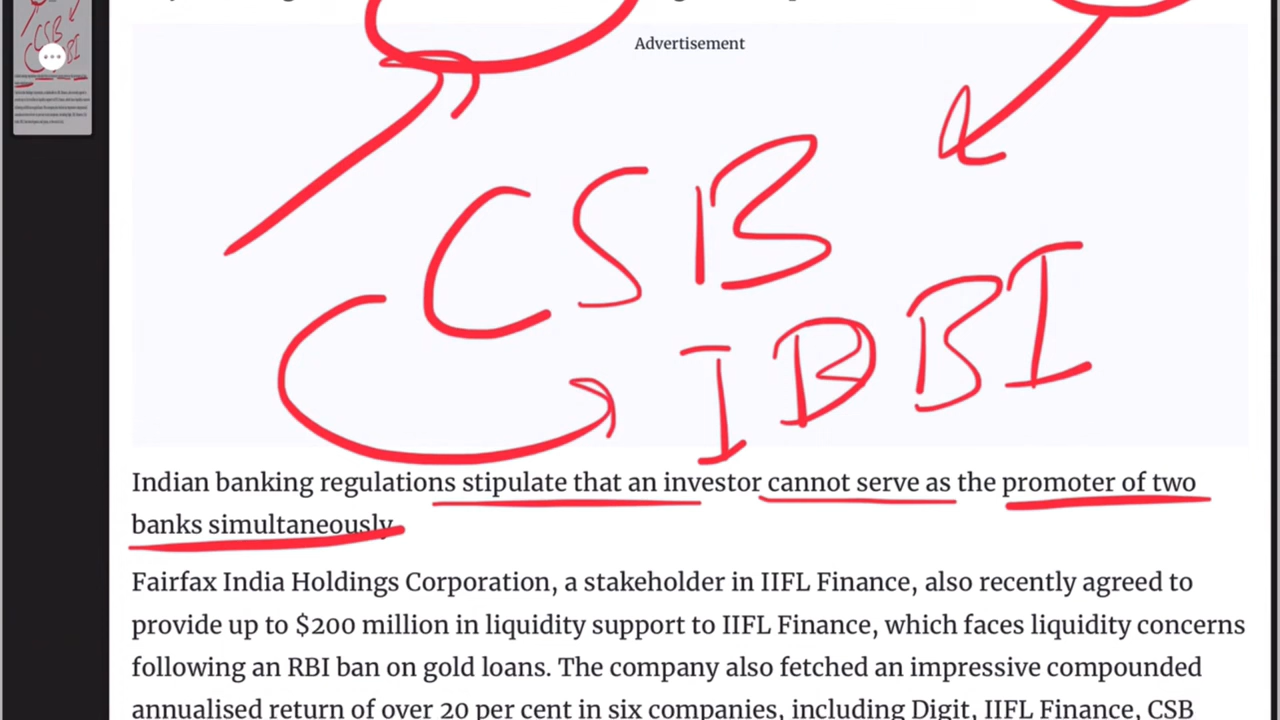 Advertisement
CSB
IDBI
Indian banking regulations stipulate that an investor cannot serve as the promoter of two
banks simultaneously.
Fairfax India Holdings Corporation, a stakeholder in IIFL Finance, also recently agreed to
provide up to $200 million in liquidity support to IIFL Finance, which faces liquidity concerns
following an RBI ban on gold loans. The company also fetched an impressive compounded
annualised return of over 20 per cent in six companies, including Digit, IIFL Finance, CSB